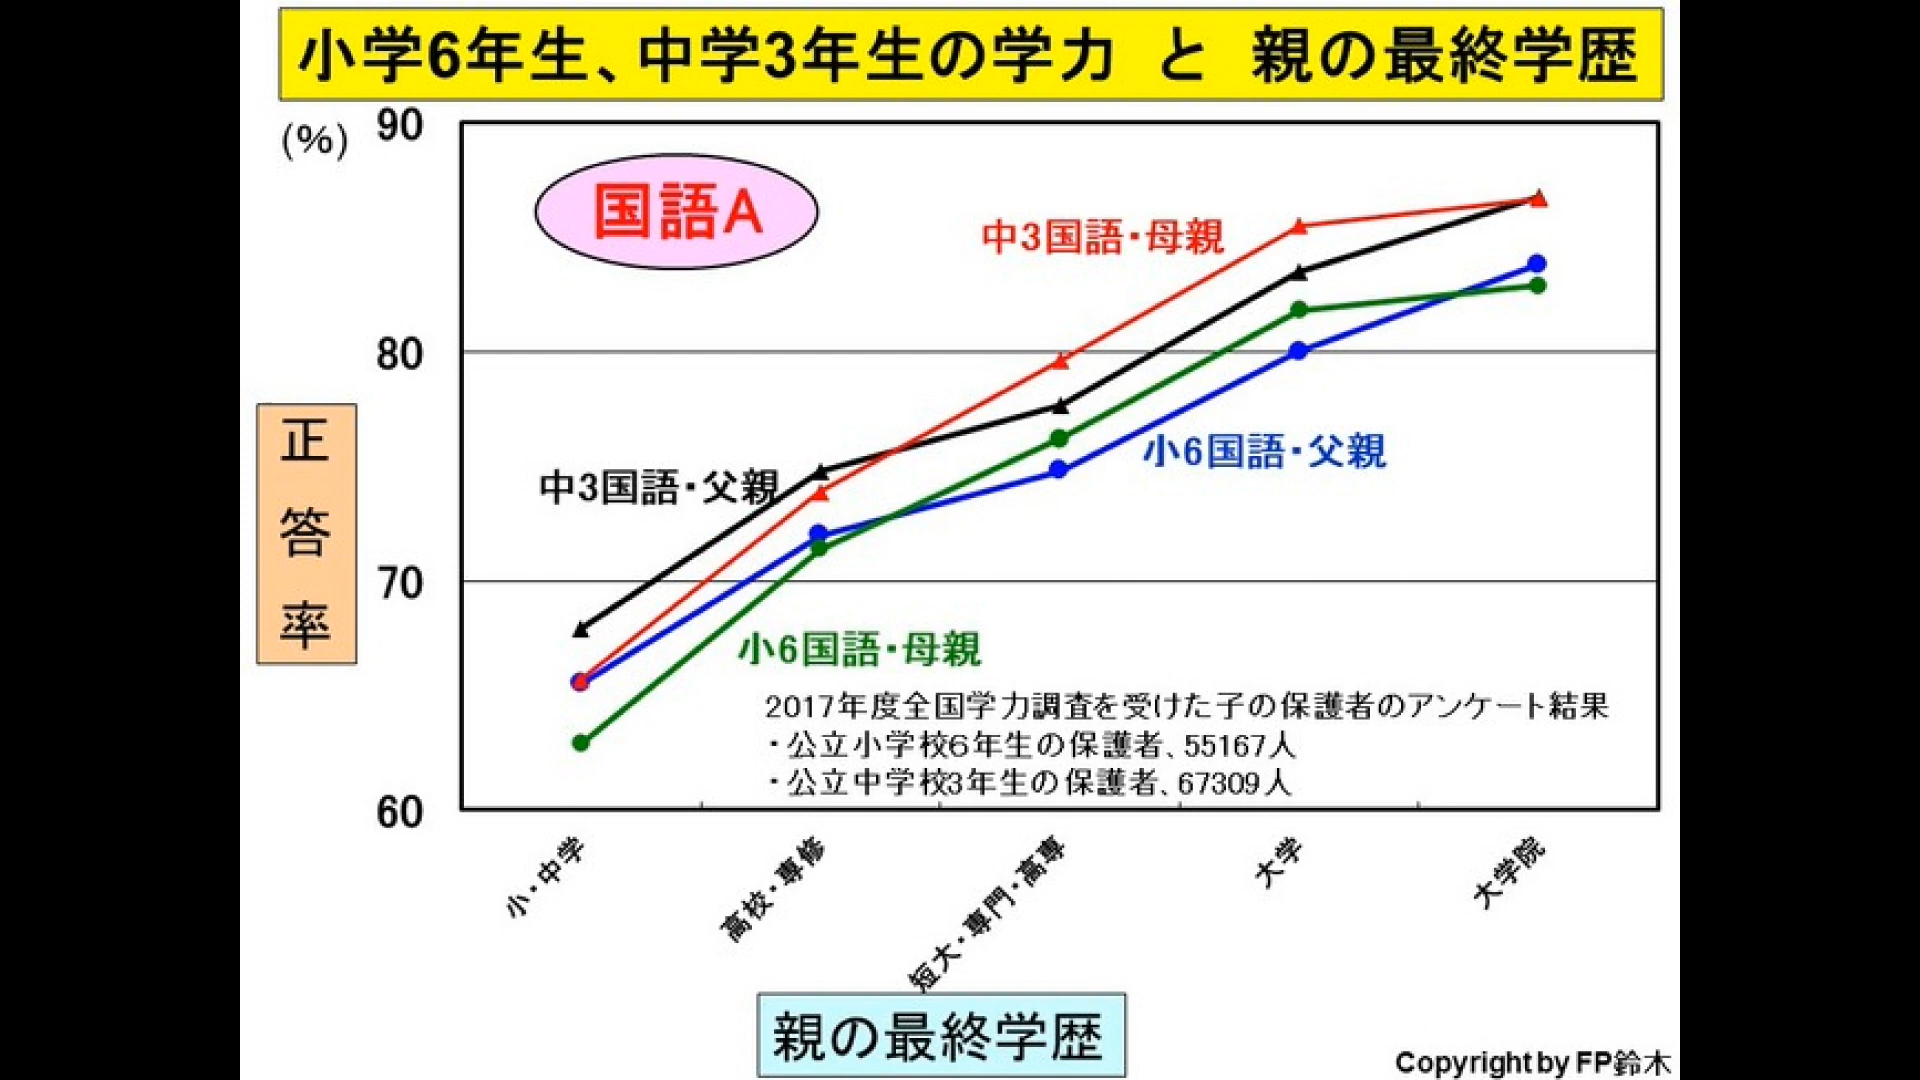 小学6年生、中学3年生の学力 と 親の最終学歴
(%)
90
国語A
中3国語・母親
80
正答率
小6国語・父親
中3国語・父親
70
小6国語・母親
2017年度全国学力調査を受けた子の保護者のアンケート結果
・公立小学校6年生の保護者、55167人
・公立中学校3年生の保護者、67309人
60
小・中学
高校・専修
短大・専門・高専
大学
大学院
親の最終学歴
Copyright by FP鈴木